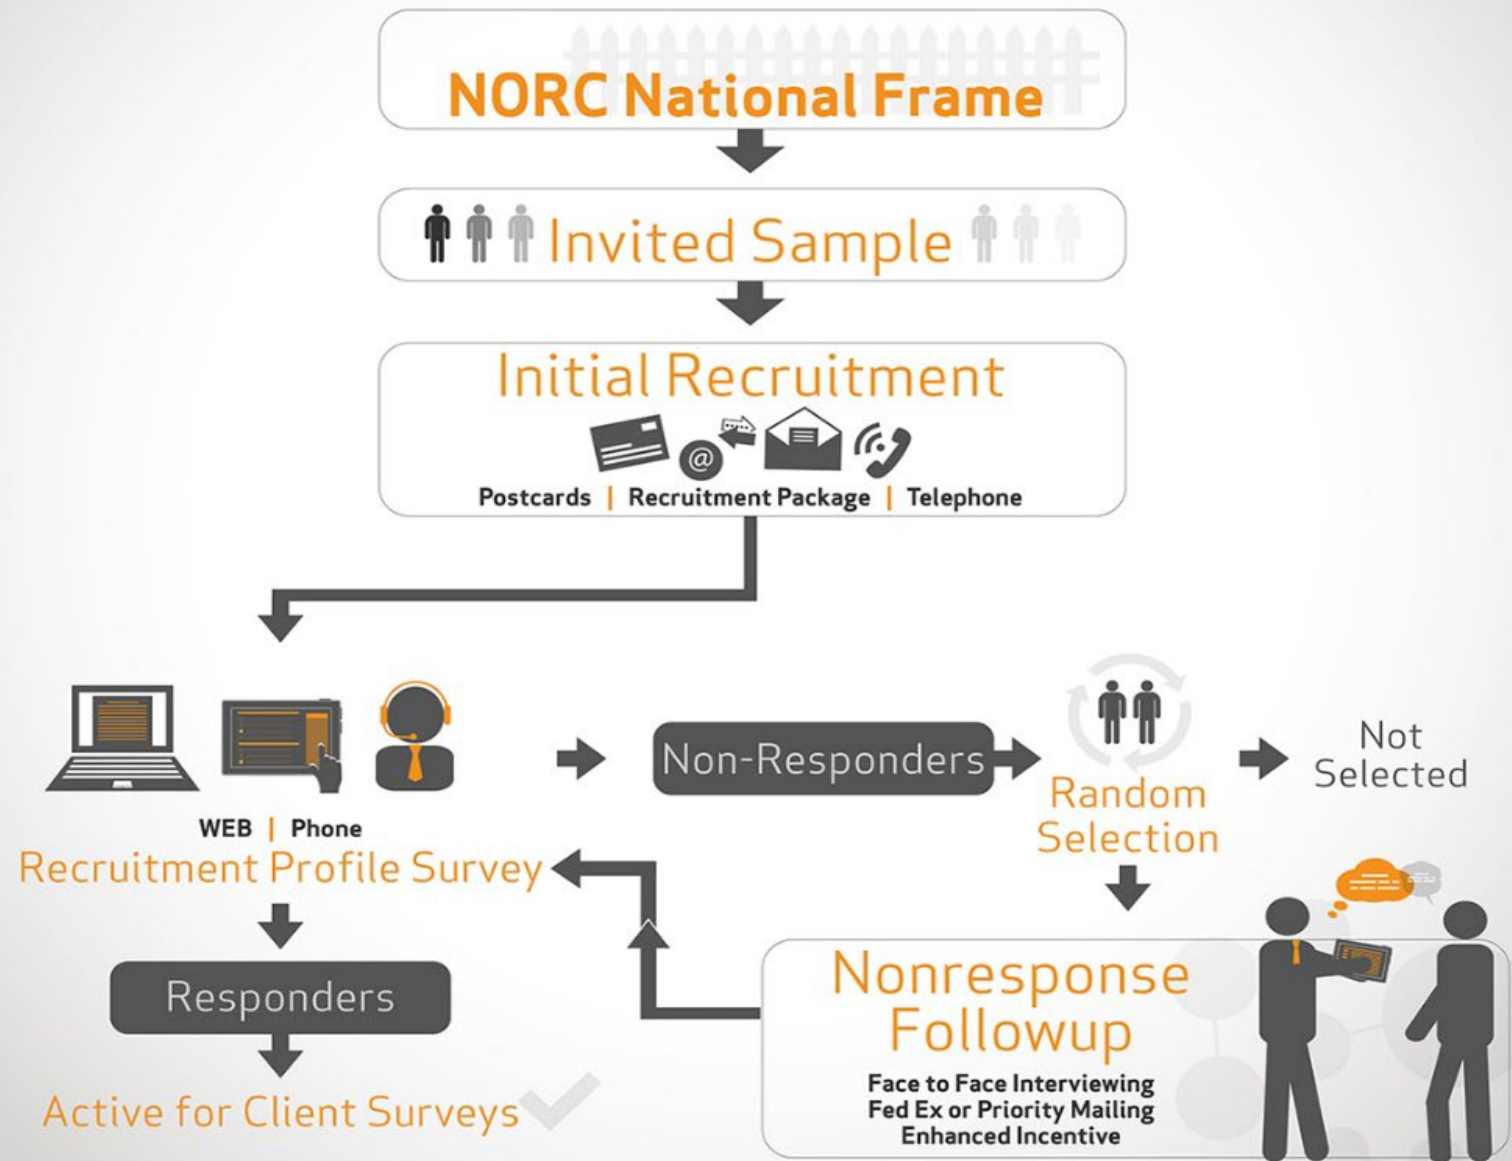 NORC National Frame
Invited Sample
Initial Recruitment
@
Postcards | Recruitment Package | Telephone
WEB | Phone
Recruitment Profile Survey
Non-Responders
Random
Selection
Not
Selected
Responders
Active for Client Surveys
Nonresponse
Followup
Face to Face Interviewing
Fed Ex or Priority Mailing
Enhanced Incentive